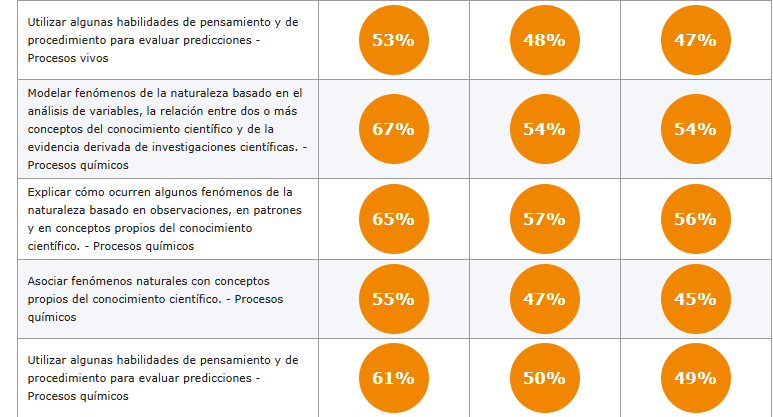 Utilizar algunas habilidades de pensamiento y de
procedimiento para evaluar predicciones -
Procesos vivos
53%
48%
47%
Modelar fenómenos de la naturaleza basado en el
análisis de variables, la relación entre dos o más
conceptos del conocimiento científico y de la
evidencia derivada de investigaciones científicas. -
Procesos químicos
67%
54%
54%
Explicar cómo ocurren algunos fenómenos de la
naturaleza basado en observaciones, en patrones
y en conceptos propios del conocimiento
científico. - Procesos químicos
65%
57%
56%
Asociar fenómenos naturales con conceptos
propios del conocimiento científico. - Procesos
químicos
55%
47%
45%
Utilizar algunas habilidades de pensamiento y de
procedimiento para evaluar predicciones -
Procesos químicos
61%
50%
49%